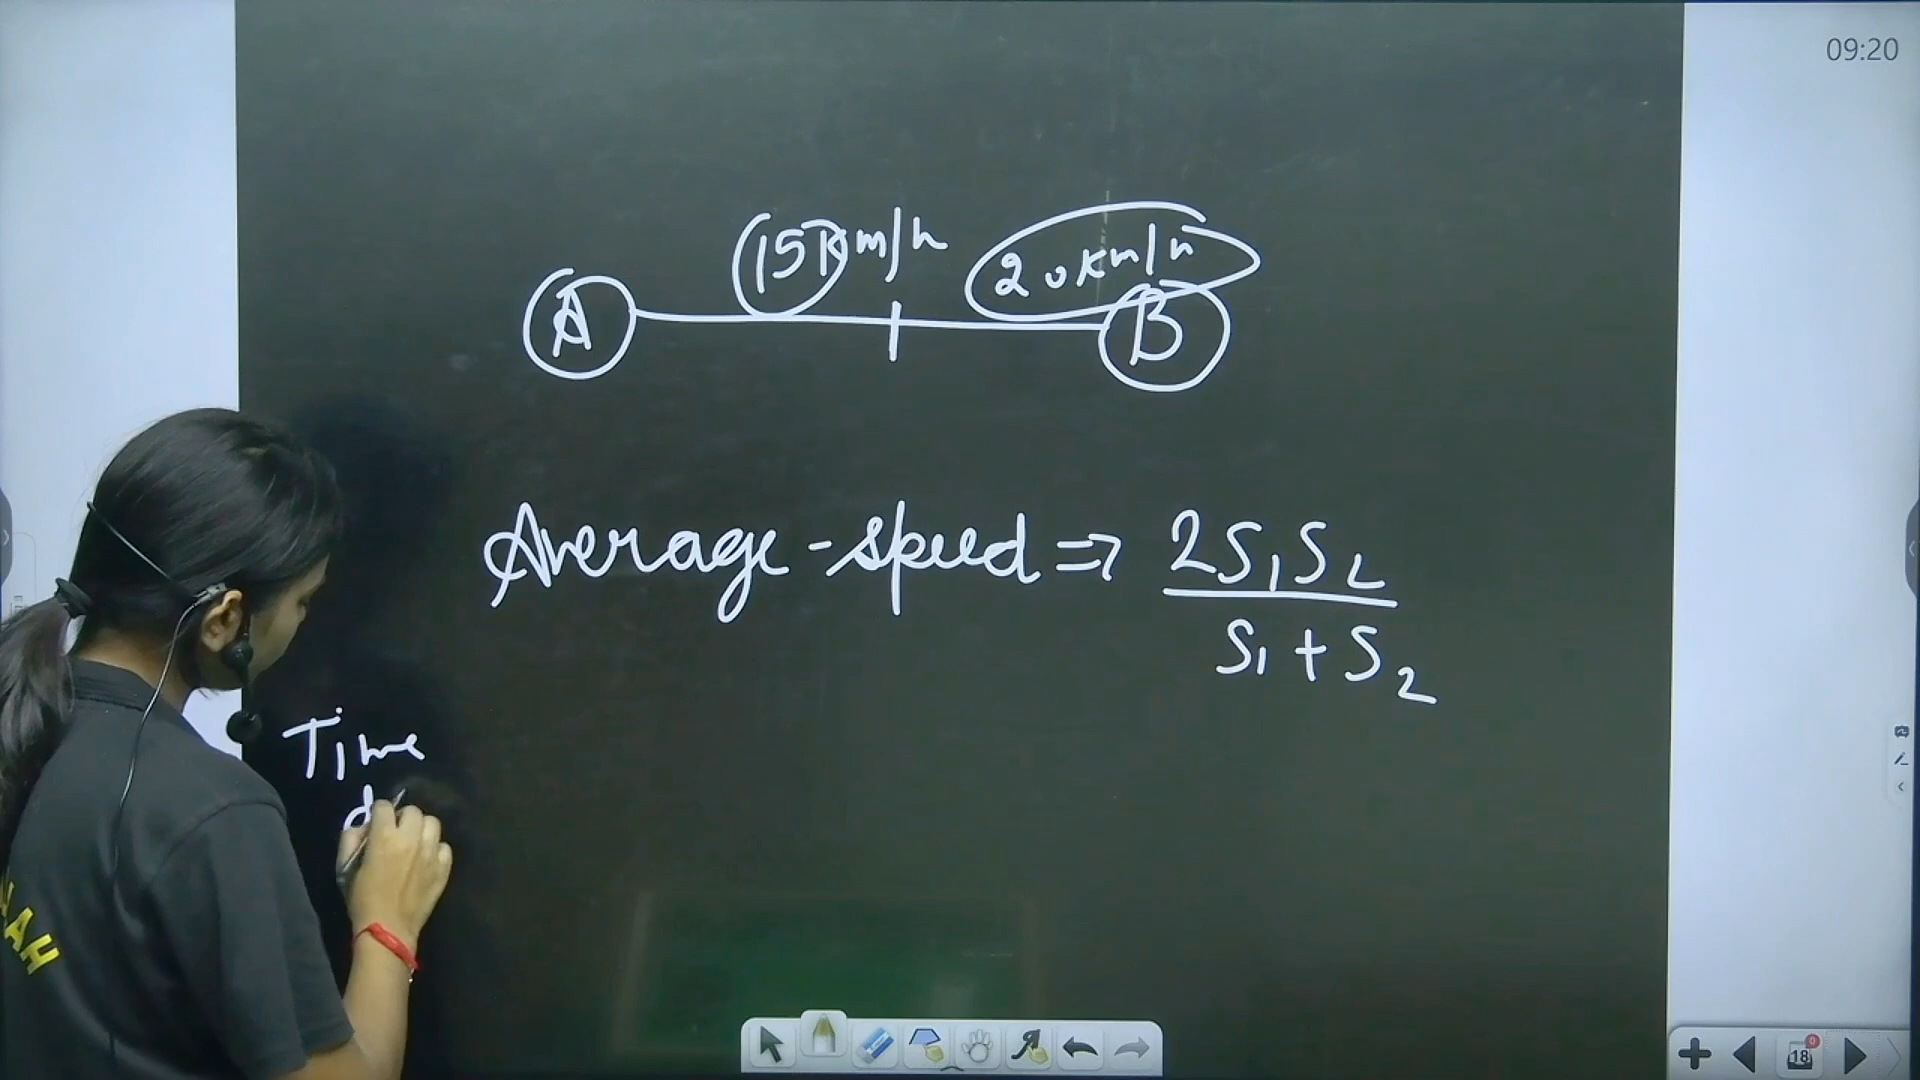 09:20
15Km/h 20Km/h
A B
Average-speed ⇒ 2S₁S₂
S₁+S₂
Time
d
18